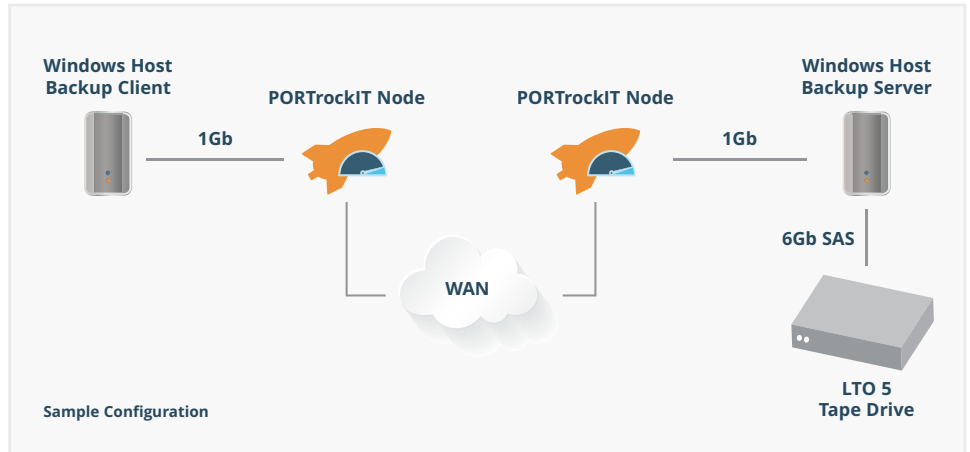 Windows Host
Backup Client
PORTrockIT Node
PORTrockIT Node
Windows Host
Backup Server
1Gb
1Gb
6Gb SAS
WAN
LTO 5
Tape Drive
Sample Configuration